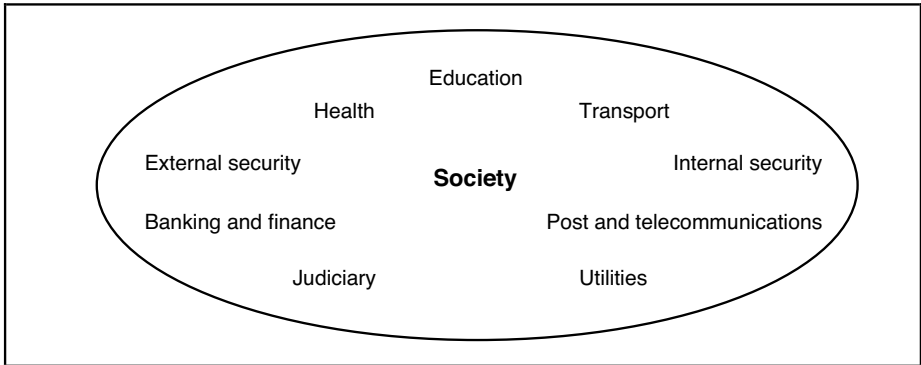 Education
Health
Transport
External security
Internal security
Society
Banking and finance
Post and telecommunications
Judiciary
Utilities